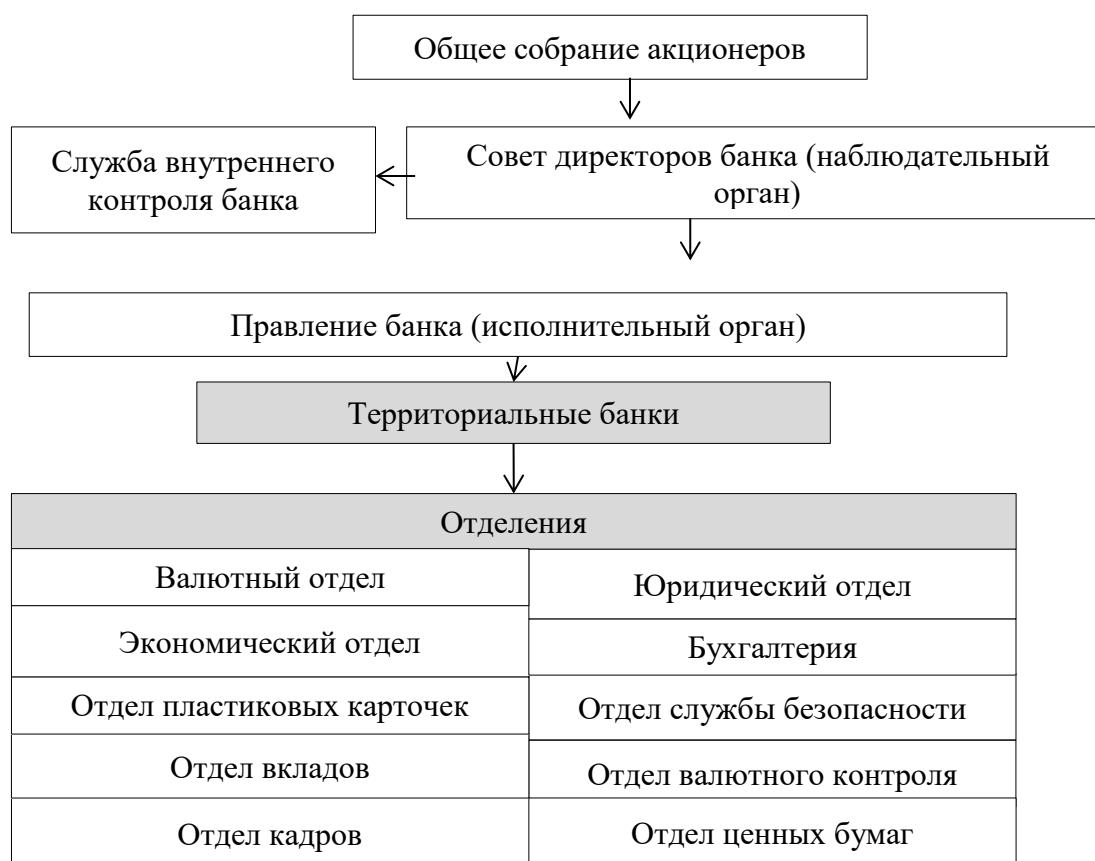 Общее собрание акционеров
Служба внутреннего
контроля банка
Совет директоров банка (наблюдательный
орган)
Правление банка (исполнительный орган)
Территориальные банки
Отделения
Валютный отдел
Юридический отдел
Экономический отдел
Бухгалтерия
Отдел пластиковых карточек
Отдел службы безопасности
Отдел вкладов
Отдел валютного контроля
Отдел кадров
Отдел ценных бумаг